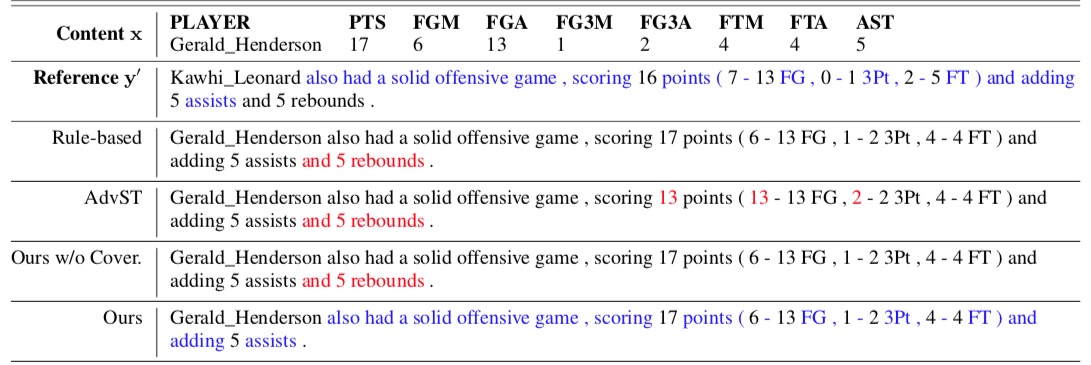 Content x PLAYER PTS FGM FGA FG3M FG3A FTM FTA AST
Gerald_Henderson 17 6 13 1 2 4 4 5
Reference y′ Kawhi_Leonard also had a solid offensive game , scoring 16 points ( 7 - 13 FG , 0 - 1 3Pt , 2 - 5 FT ) and adding
5 assists and 5 rebounds .
Rule-based Gerald_Henderson also had a solid offensive game , scoring 17 points ( 6 - 13 FG , 1 - 2 3Pt , 4 - 4 FT ) and
adding 5 assists and 5 rebounds .
AdvST Gerald_Henderson also had a solid offensive game , scoring 13 points ( 13 - 13 FG , 2 - 2 3Pt , 4 - 4 FT ) and
adding 5 assists and 5 rebounds .
Ours w/o Cover. Gerald_Henderson also had a solid offensive game , scoring 17 points ( 6 - 13 FG , 1 - 2 3Pt , 4 - 4 FT ) and
adding 5 assists and 5 rebounds .
Ours Gerald_Henderson also had a solid offensive game , scoring 17 points ( 6 - 13 FG , 1 - 2 3Pt , 4 - 4 FT ) and
adding 5 assists .